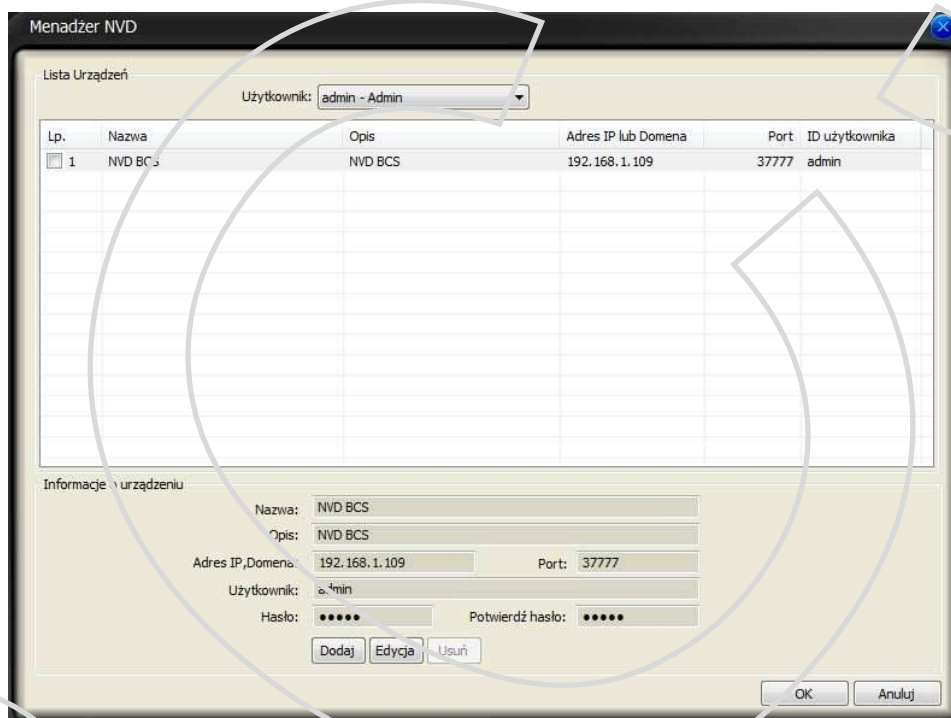 Menadżer NVD
Lista Urządzeń
Użytkownik: admin - Admin
Lp. Nazwa Opis Adres IP lub Domena Port ID użytkownika
1 NVD BCS NVD BCS 192.168.1.109 37777 admin
Informacje o urządzeniu
Nazwa: NVD BCS
Opis: NVD BCS
Adres IP,Domena: 192.168.1.109 Port: 37777
Użytkownik: admin
Hasło: ●●●●● Potwierdź hasło: ●●●●●
Dodaj Edycja Usuń
OK Anuluj